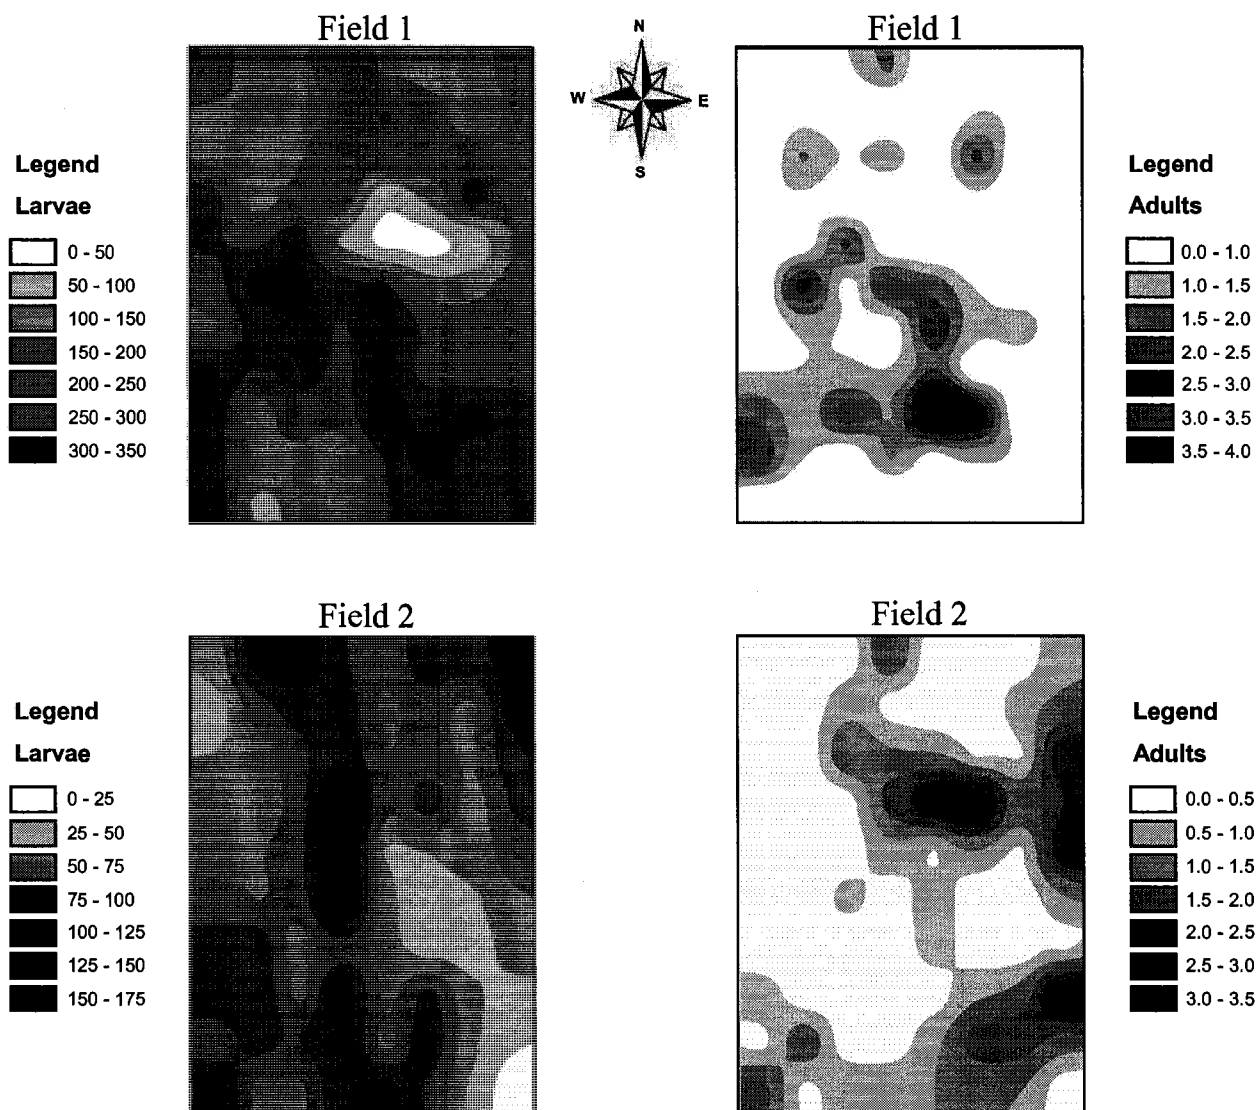 Field 1
Legend
Larvae
0 - 50
50 - 100
100 - 150
150 - 200
200 - 250
250 - 300
300 - 350
N
W
E
S
Field 1
Legend
Adults
0.0 - 1.0
1.0 - 1.5
1.5 - 2.0
2.0 - 2.5
2.5 - 3.0
3.0 - 3.5
3.5 - 4.0
Field 2
Legend
Larvae
0 - 25
25 - 50
50 - 75
75 - 100
100 - 125
125 - 150
150 - 175
Field 2
Legend
Adults
0.0 - 0.5
0.5 - 1.0
1.0 - 1.5
1.5 - 2.0
2.0 - 2.5
2.5 - 3.0
3.0 - 3.5